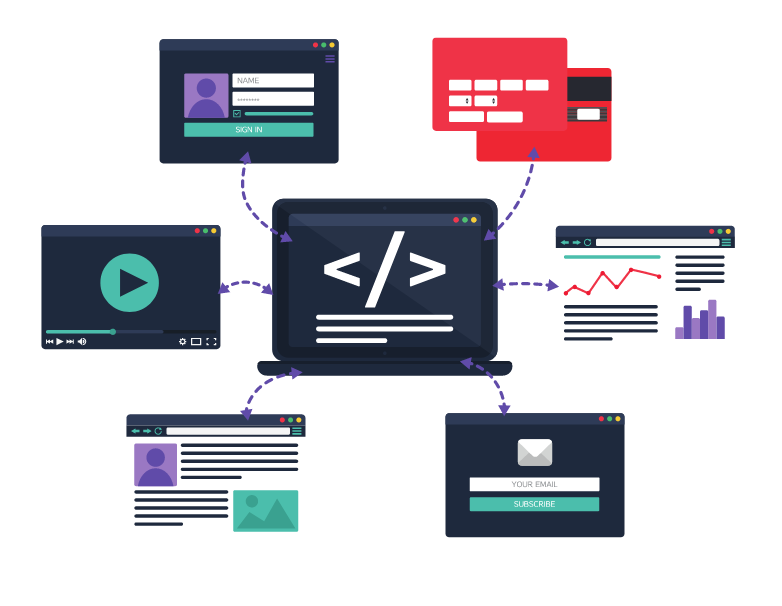 NAME
********
SIGN IN
</>
YOUR EMAIL
SUBSCRIBE